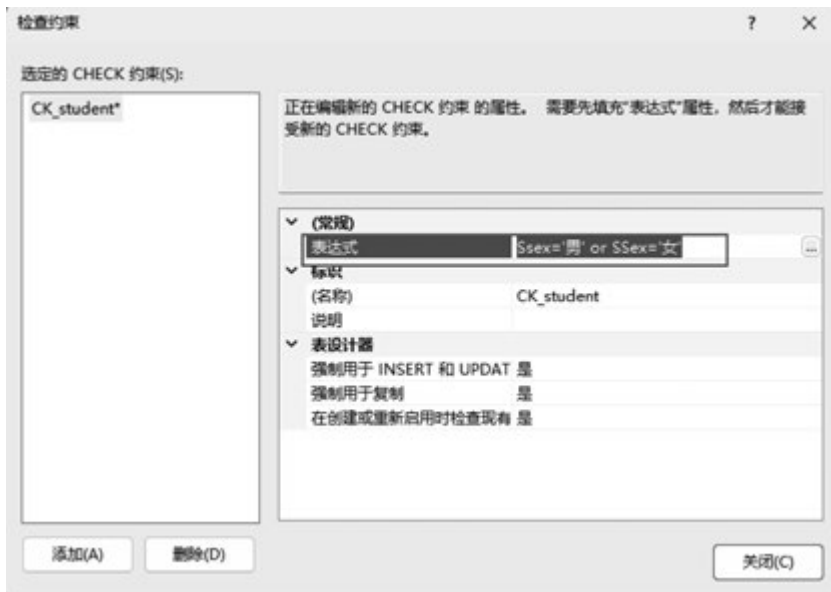 检查约束 ? ×
选定的 CHECK 约束(S):
CK_student*
正在编辑新的 CHECK 约束 的属性。 需要先填充"表达式"属性，然后才能接
受新的 CHECK 约束。
(常规)
表达式 Ssex='男' or SSex='女' ...
标识
(名称) CK_student
说明
表设计器
强制用于 INSERT 和 UPDAT 是
强制用于复制 是
在创建或重新启用时检查现有 是
添加(A) 删除(D) 关闭(C)